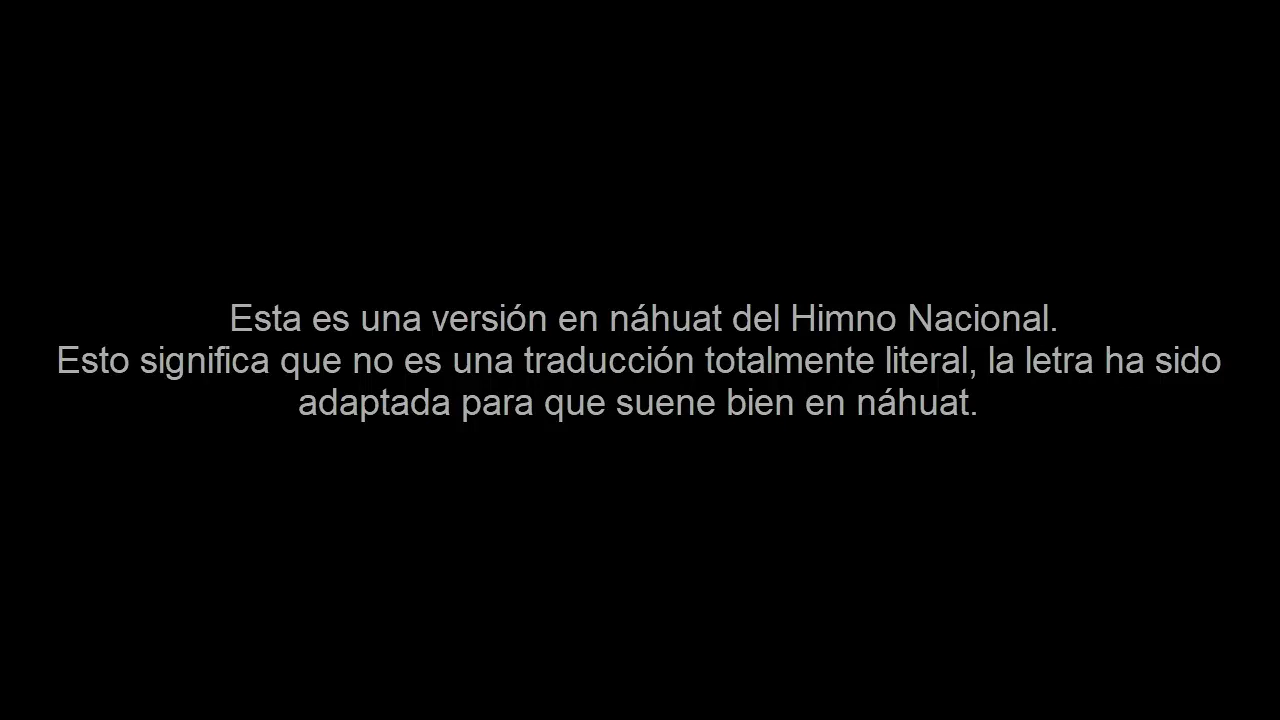 Esta es una versión en náhuat del Himno Nacional.
Esto significa que no es una traducción totalmente literal, la letra ha sido
adaptada para que suene bien en náhuat.